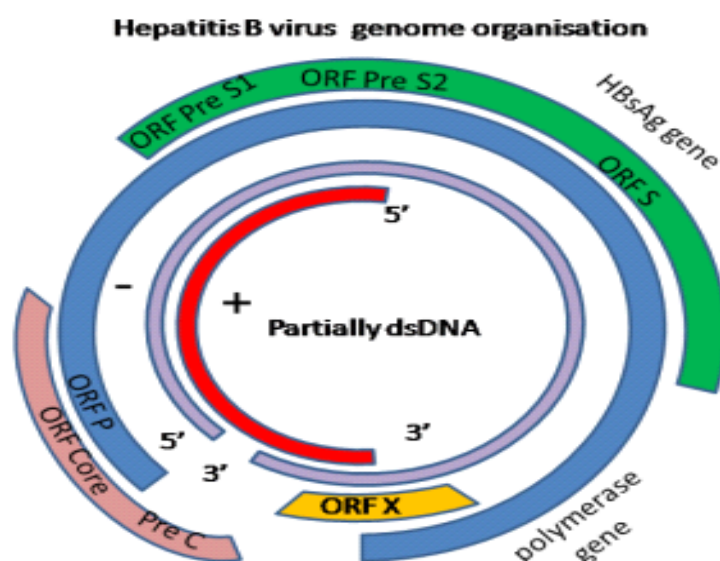 Hepatitis B virus genome organisation
ORF Pre S1
ORF Pre S2
HBsAg gene
ORF S
5’
-
+
Partially dsDNA
ORF P
ORF Core
Pre C
5’
3’
3’
ORF X
polymerase
gene